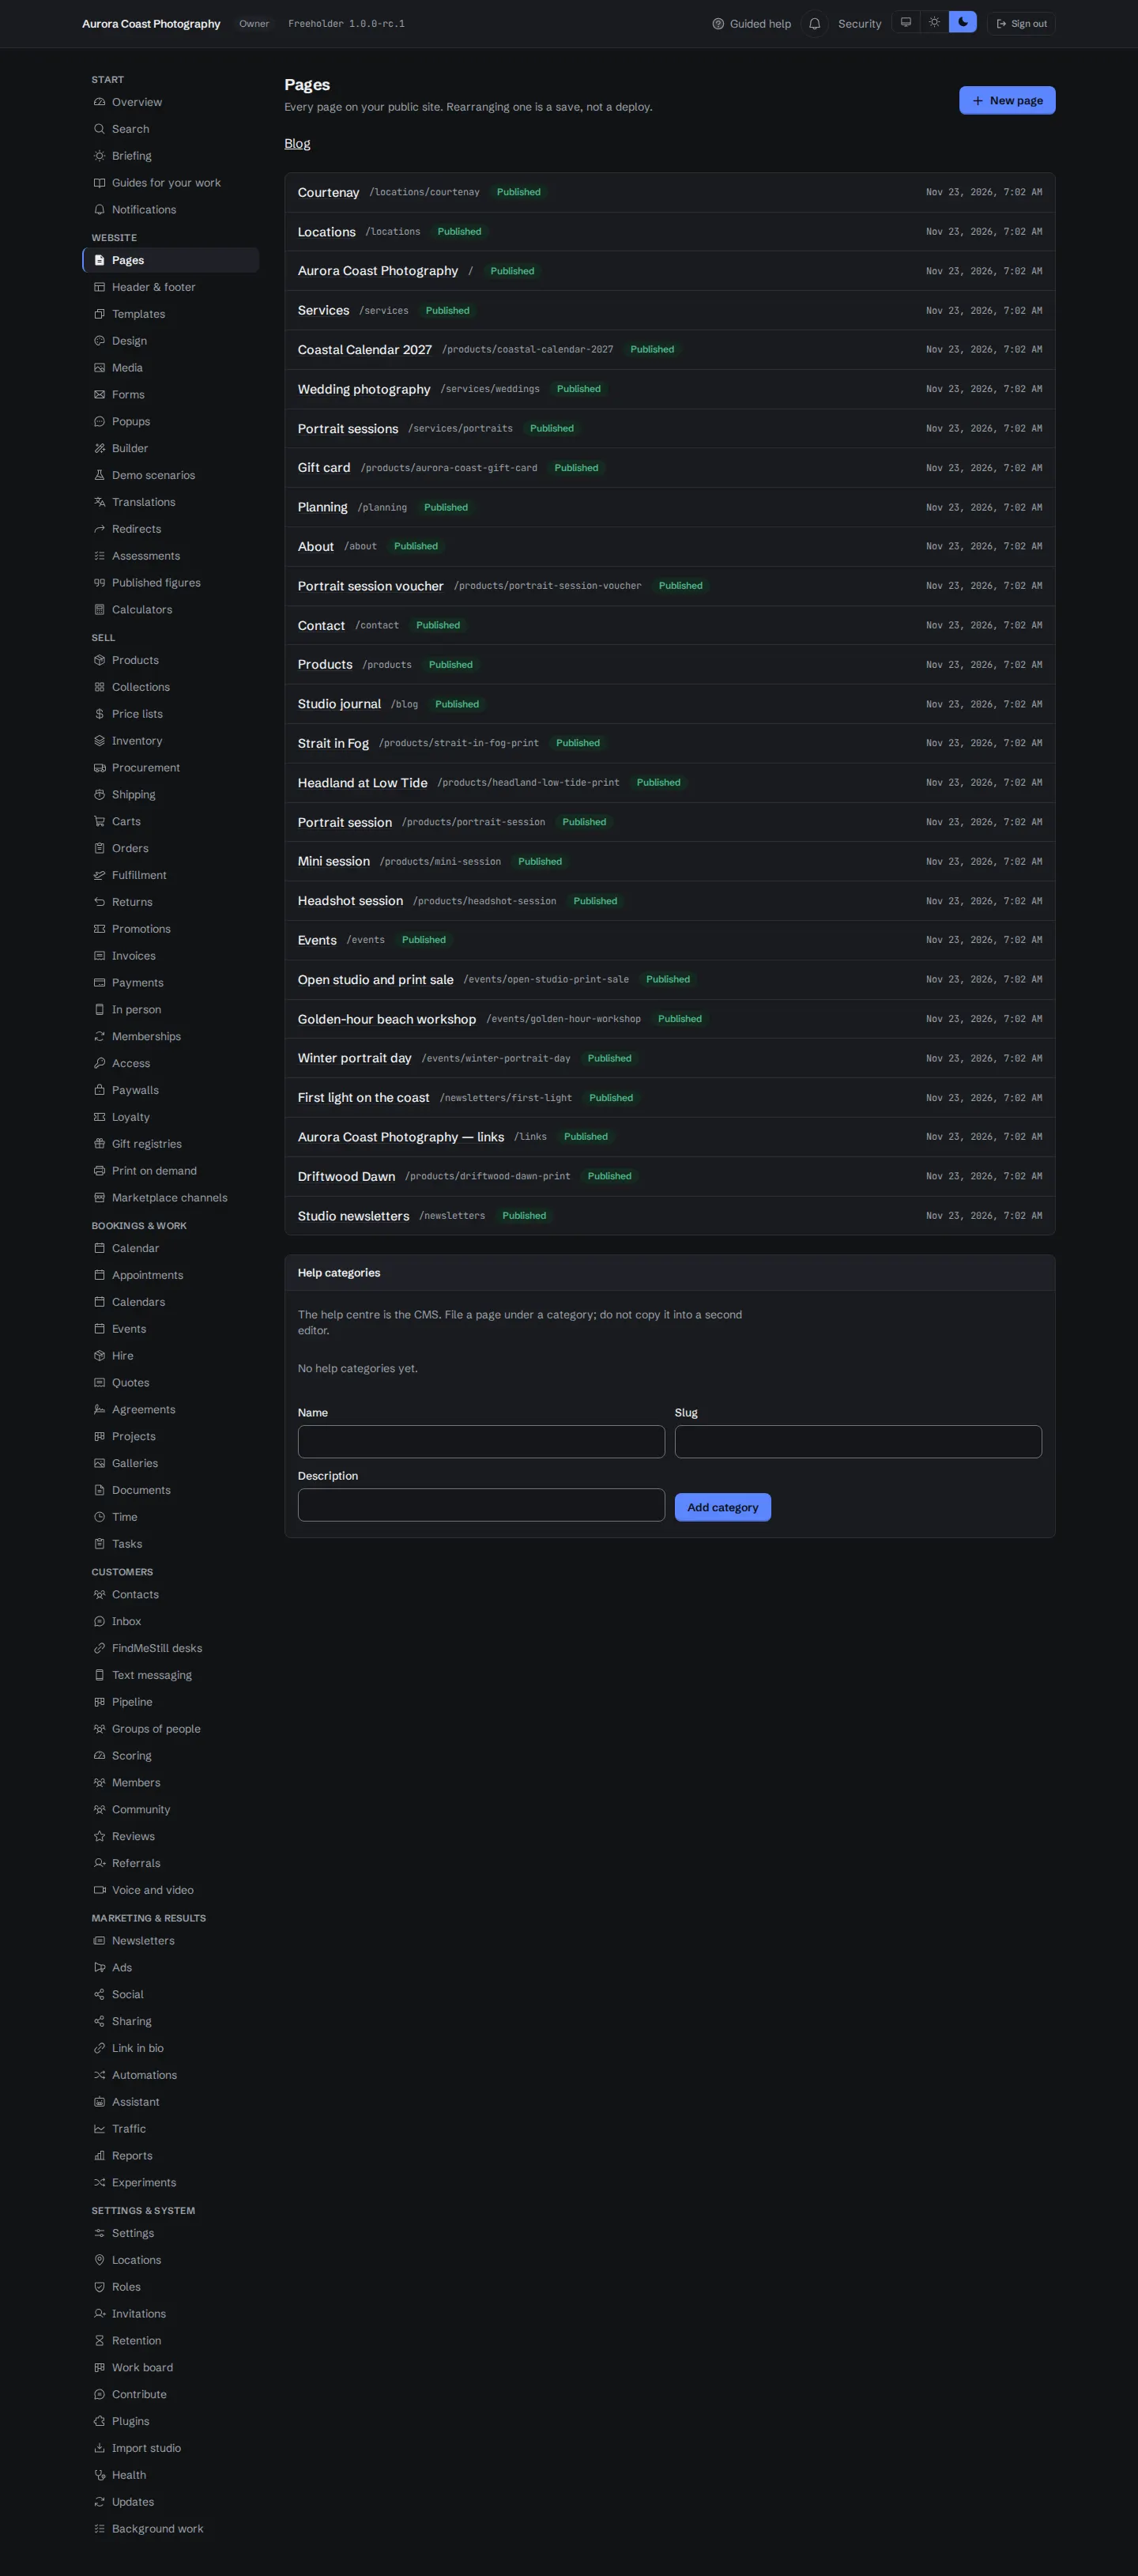 Aurora Coast Photography Owner Freeholder 1.0.0-rc.1 Guided help Security Sign out
START
Overview
Search
Briefing
Guides for your work
Notifications
WEBSITE
Pages
Header & footer
Templates
Design
Media
Forms
Popups
Builder
Demo scenarios
Translations
Redirects
Assessments
Published figures
Calculators
SELL
Products
Collections
Price lists
Inventory
Procurement
Shipping
Carts
Orders
Fulfillment
Returns
Promotions
Invoices
Payments
In person
Memberships
Access
Paywalls
Loyalty
Gift registries
Print on demand
Marketplace channels
BOOKINGS & WORK
Calendar
Appointments
Calendars
Events
Hire
Quotes
Agreements
Projects
Galleries
Documents
Time
Tasks
CUSTOMERS
Contacts
Inbox
FindMeStill desks
Text messaging
Pipeline
Groups of people
Scoring
Members
Community
Reviews
Referrals
Voice and video
MARKETING & RESULTS
Newsletters
Ads
Social
Sharing
Link in bio
Automations
Assistant
Traffic
Reports
Experiments
SETTINGS & SYSTEM
Settings
Locations
Roles
Invitations
Retention
Work board
Contribute
Plugins
Import studio
Health
Updates
Background work
Pages
Every page on your public site. Rearranging one is a save, not a deploy.
New page
Blog
Courtenay /locations/courtenay Published Nov 23, 2026, 7:02 AM
Locations /locations Published Nov 23, 2026, 7:02 AM
Aurora Coast Photography / Published Nov 23, 2026, 7:02 AM
Services /services Published Nov 23, 2026, 7:02 AM
Coastal Calendar 2027 /products/coastal-calendar-2027 Published Nov 23, 2026, 7:02 AM
Wedding photography /services/weddings Published Nov 23, 2026, 7:02 AM
Portrait sessions /services/portraits Published Nov 23, 2026, 7:02 AM
Gift card /products/aurora-coast-gift-card Published Nov 23, 2026, 7:02 AM
Planning /planning Published Nov 23, 2026, 7:02 AM
About /about Published Nov 23, 2026, 7:02 AM
Portrait session voucher /products/portrait-session-voucher Published Nov 23, 2026, 7:02 AM
Contact /contact Published Nov 23, 2026, 7:02 AM
Products /products Published Nov 23, 2026, 7:02 AM
Studio journal /blog Published Nov 23, 2026, 7:02 AM
Strait in Fog /products/strait-in-fog-print Published Nov 23, 2026, 7:02 AM
Headland at Low Tide /products/headland-low-tide-print Published Nov 23, 2026, 7:02 AM
Portrait session /products/portrait-session Published Nov 23, 2026, 7:02 AM
Mini session /products/mini-session Published Nov 23, 2026, 7:02 AM
Headshot session /products/headshot-session Published Nov 23, 2026, 7:02 AM
Events /events Published Nov 23, 2026, 7:02 AM
Open studio and print sale /events/open-studio-print-sale Published Nov 23, 2026, 7:02 AM
Golden-hour beach workshop /events/golden-hour-workshop Published Nov 23, 2026, 7:02 AM
Winter portrait day /events/winter-portrait-day Published Nov 23, 2026, 7:02 AM
First light on the coast /newsletters/first-light Published Nov 23, 2026, 7:02 AM
Aurora Coast Photography — links /links Published Nov 23, 2026, 7:02 AM
Driftwood Dawn /products/driftwood-dawn-print Published Nov 23, 2026, 7:02 AM
Studio newsletters /newsletters Published Nov 23, 2026, 7:02 AM
Help categories
The help centre is the CMS. File a page under a category; do not copy it into a second
editor.
No help categories yet.
Name Slug
Description
Add category